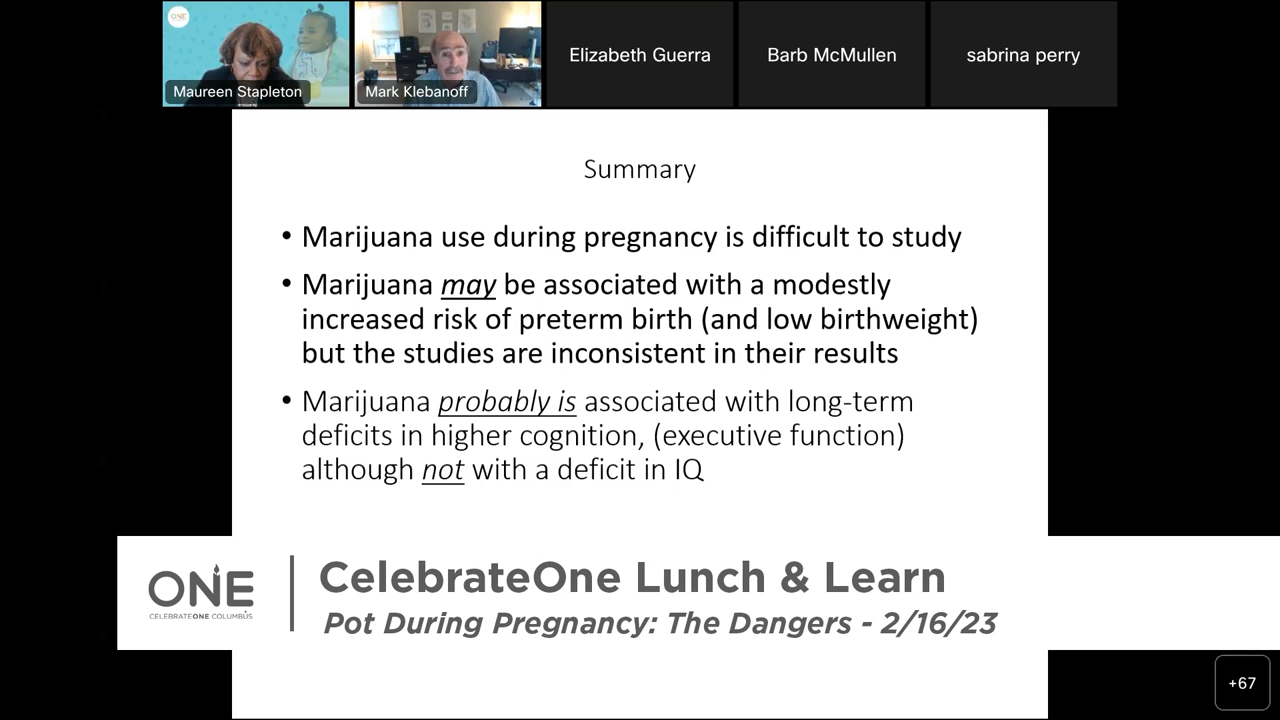 ONE
Maureen Stapleton
Mark Klebanoff
Elizabeth Guerra
Barb McMullen
sabrina perry
Summary
• Marijuana use during pregnancy is difficult to study
• Marijuana may be associated with a modestly
increased risk of preterm birth (and low birthweight)
but the studies are inconsistent in their results
• Marijuana probably is associated with long-term
deficits in higher cognition, (executive function)
although not with a deficit in IQ
ONE
CELEBRATEONE COLUMBUS
CelebrateOne Lunch & Learn
Pot During Pregnancy: The Dangers - 2/16/23
+67